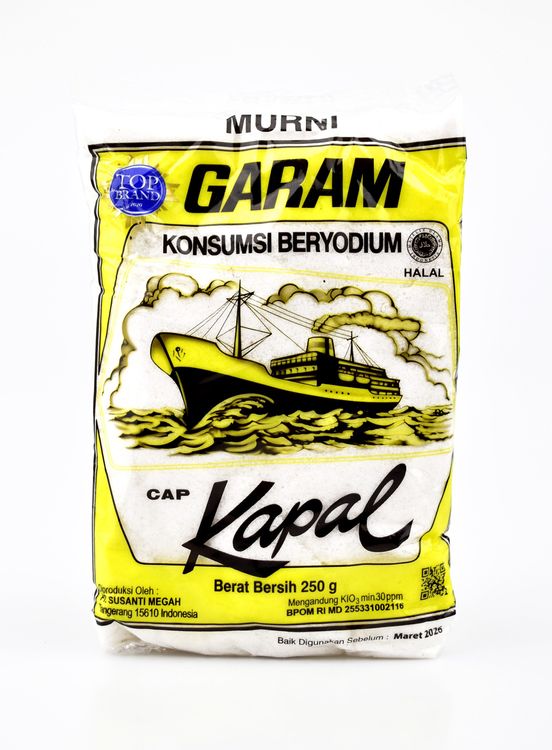 MURNI
GARAM
TOP
BRAND
KONSUMSI BERYODIUM
HALAL
CAP
Kapal
Berat Bersih 250 g
Diproduksi Oleh :
SUSANTI MEGAH
Tangerang 15610 Indonesia
Mengandung KIO₃ min.30 ppm
BPOM RI MD 255331002116
Baik Digunakan Sebelum : Maret 2026